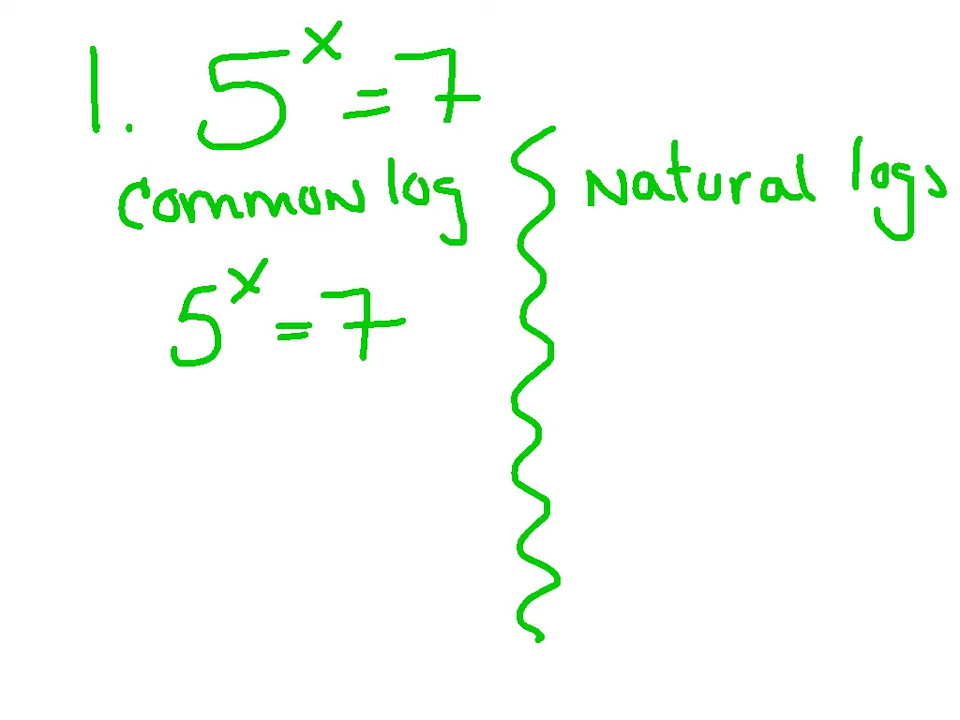 1. 5^x = 7
common log
Natural logs
5^x = 7